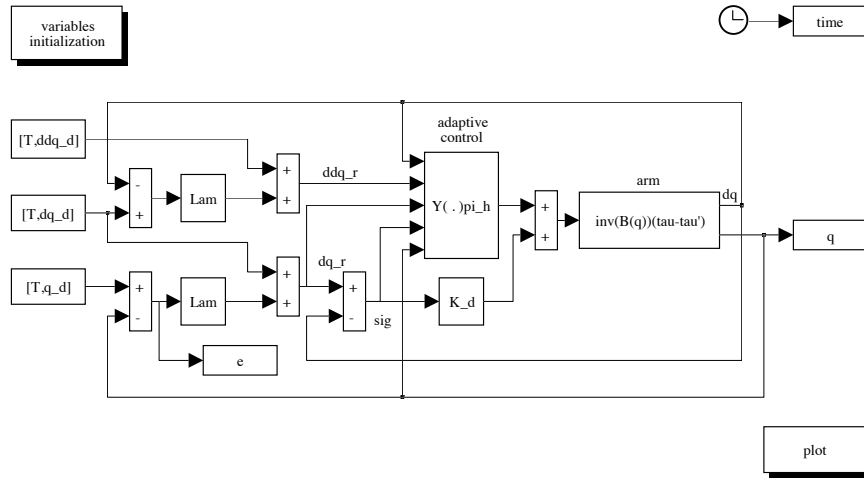 variables
initialization
time
adaptive
control
[T,ddq_d]
-
+
Lam
+
+
ddq_r
Y( . )pi_h
+
+
arm
inv(B(q))(tau-tau')
dq
[T,dq_d]
q
[T,q_d]
+
-
Lam
+
+
dq_r
+
-
sig
K_d
e
plot